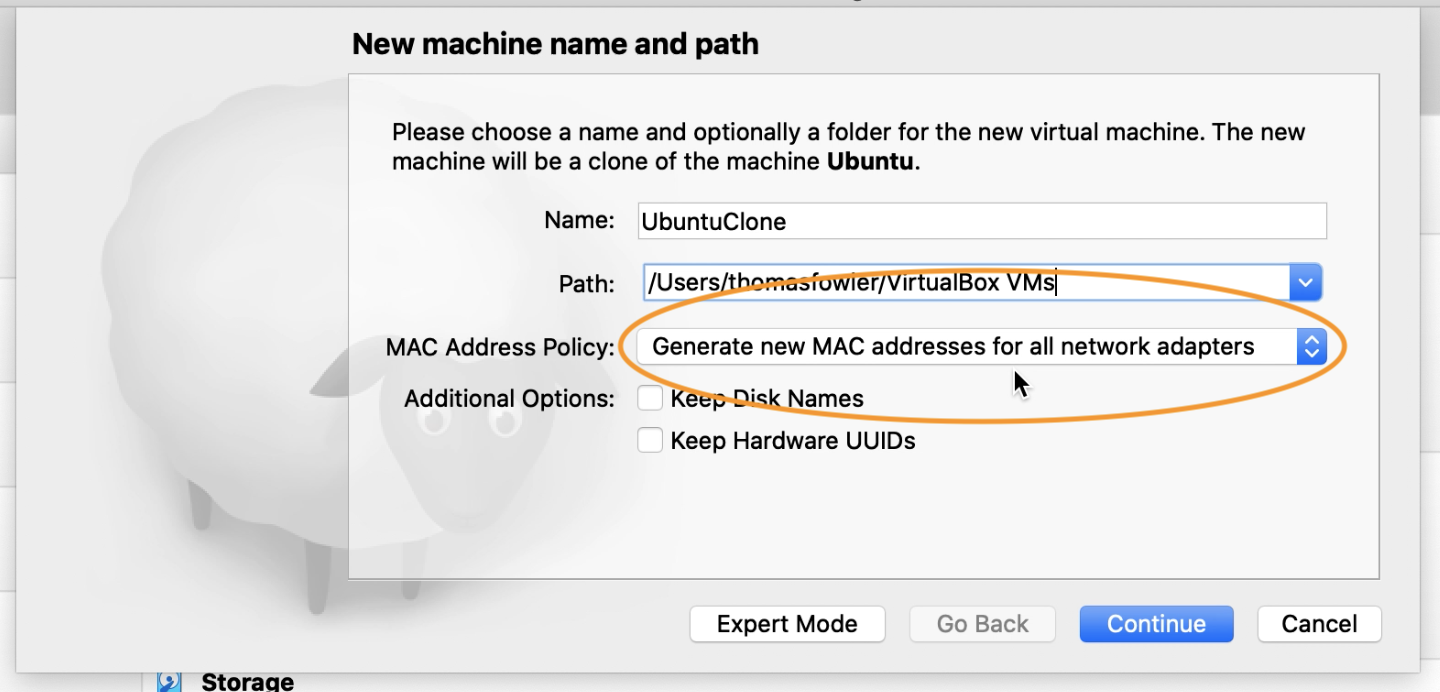 New machine name and path
Please choose a name and optionally a folder for the new virtual machine. The new
machine will be a clone of the machine Ubuntu.
Name: UbuntuClone
Path: /Users/thomasfowler/VirtualBox VMs
MAC Address Policy: Generate new MAC addresses for all network adapters
Additional Options: Keep Disk Names
Keep Hardware UUIDs
Expert Mode Go Back Continue Cancel
Storage